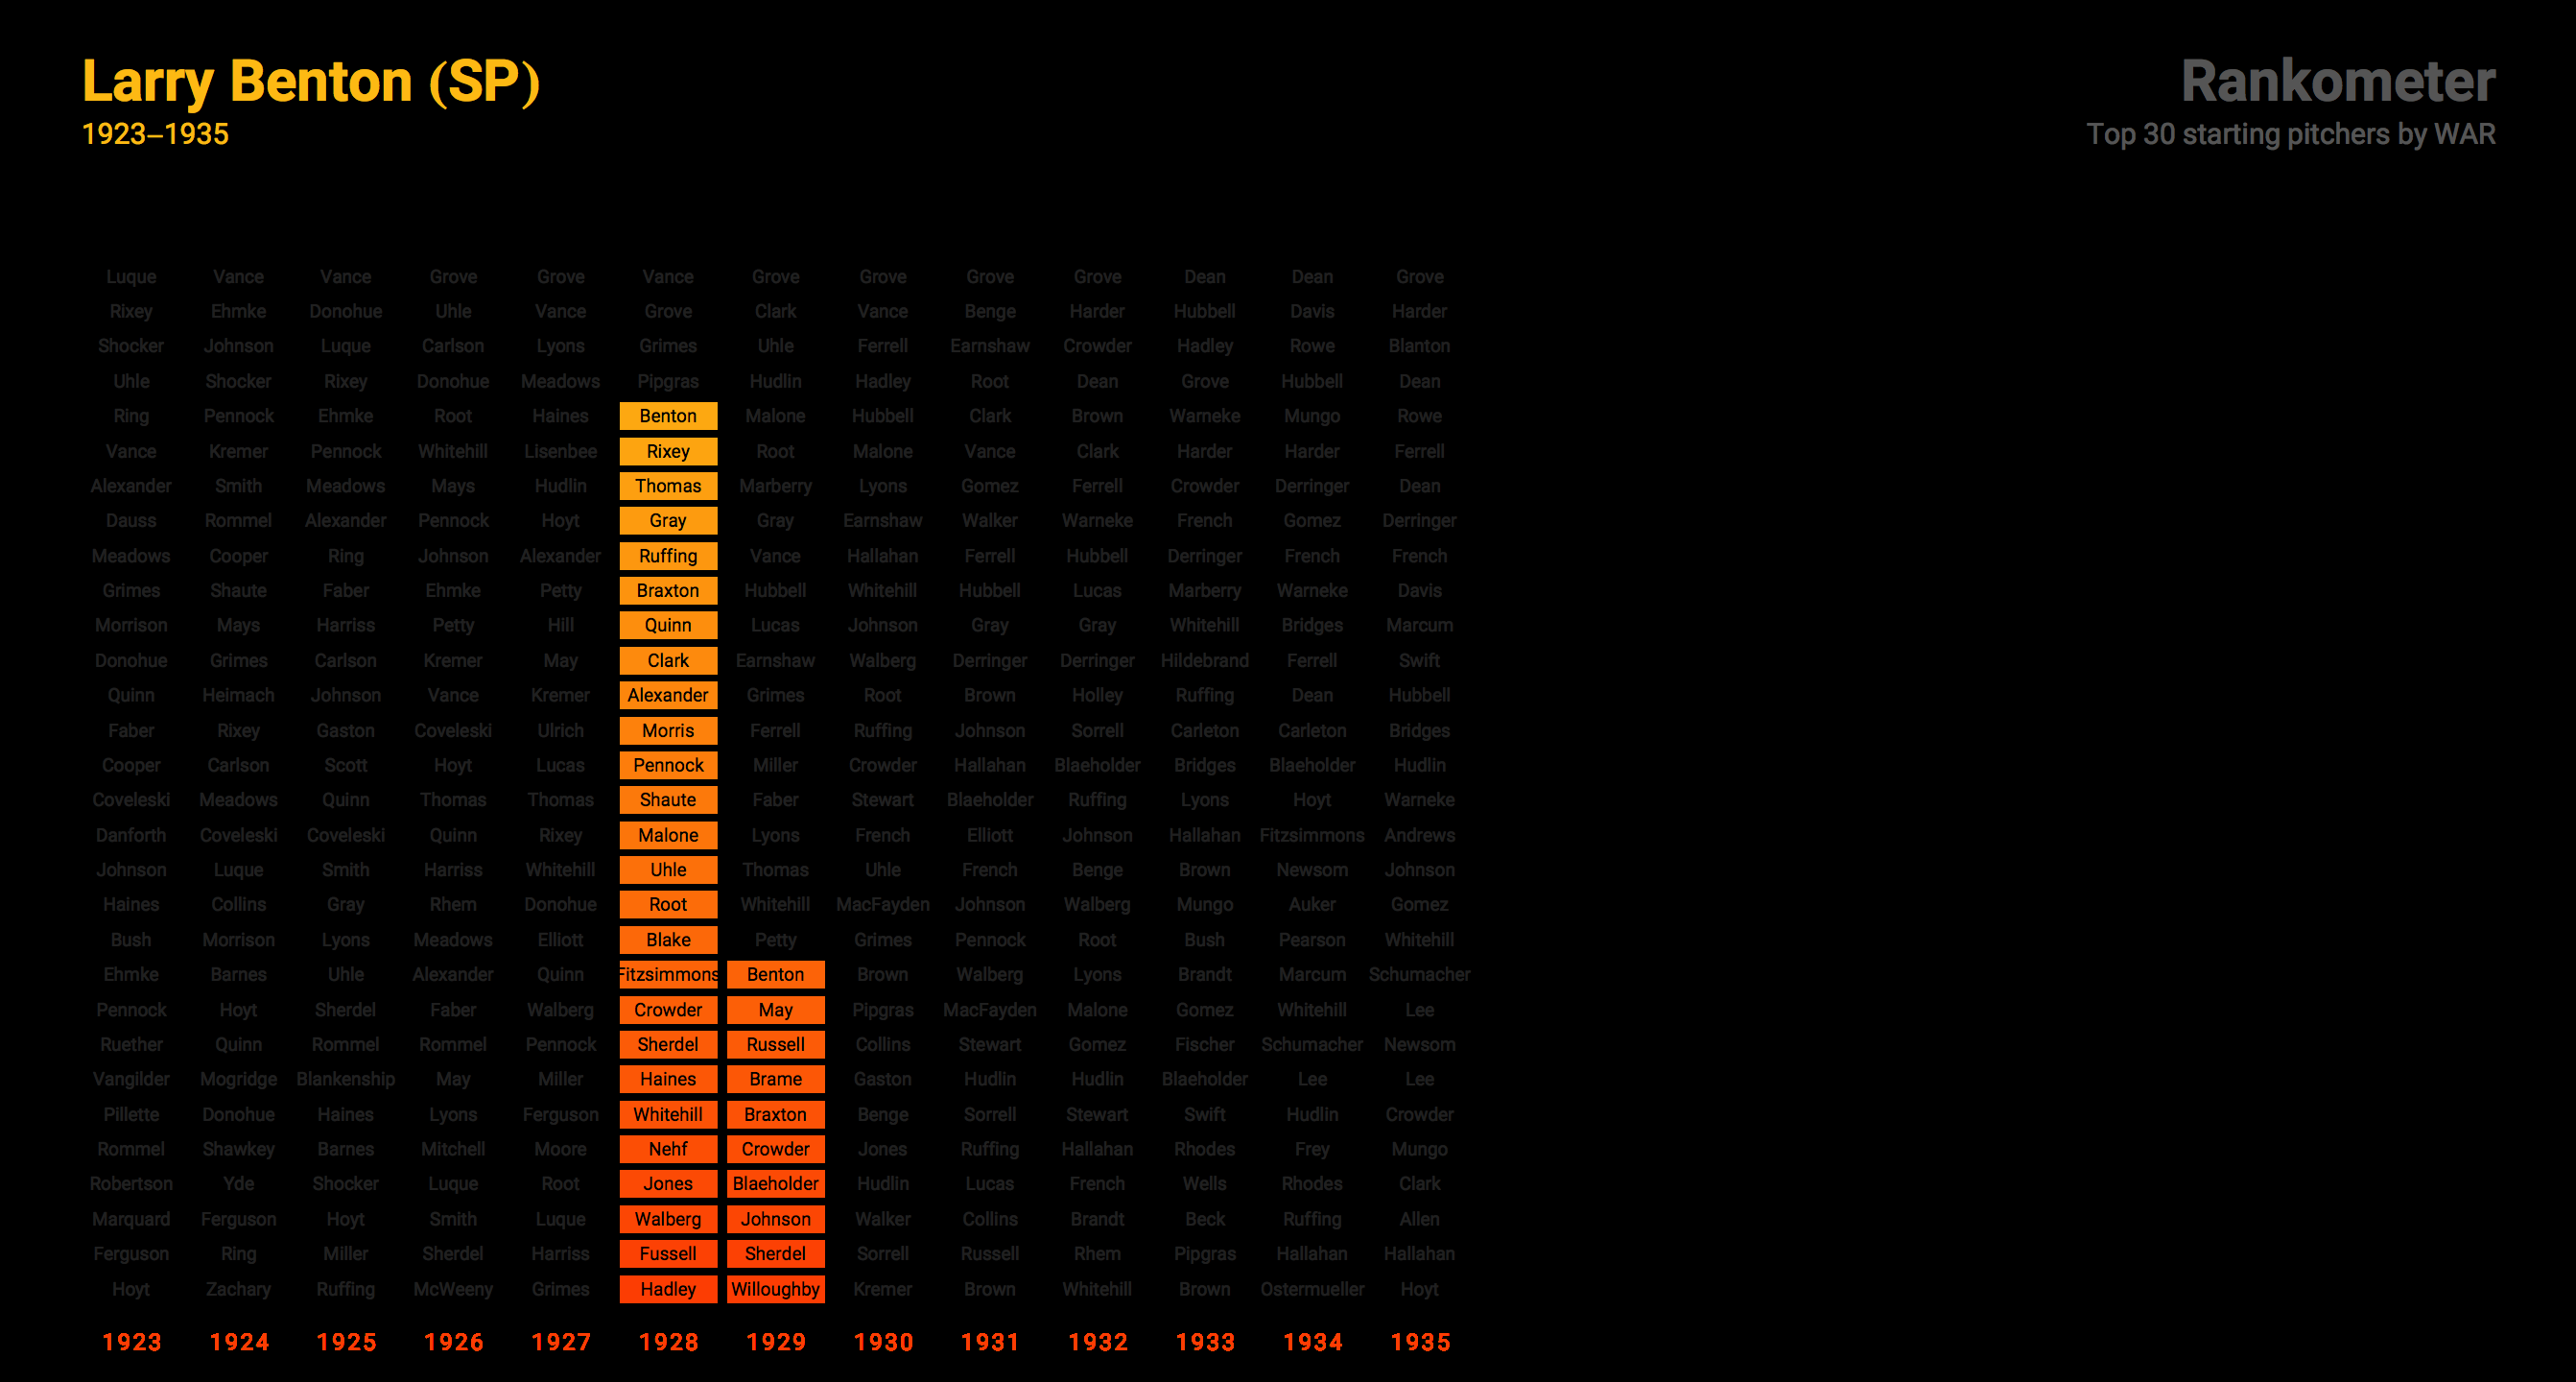 Larry Benton (SP)
1923–1935
Rankometer
Top 30 starting pitchers by WAR
Luque Vance Vance Grove Grove Vance Grove Grove Grove Grove Dean Dean Grove
Rixey Ehmke Donohue Uhle Vance Grove Clark Vance Benge Harder Hubbell Davis Harder
Shocker Johnson Luque Carlson Lyons Grimes Uhle Ferrell Earnshaw Crowder Hadley Rowe Blanton
Uhle Shocker Rixey Donohue Meadows Pipgras Hudlin Hadley Root Dean Grove Hubbell Dean
Ring Pennock Ehmke Root Haines Benton Malone Hubbell Clark Brown Warneke Mungo Rowe
Vance Kremer Pennock Whitehill Lisenbee Rixey Root Malone Vance Clark Harder Harder Ferrell
Alexander Smith Meadows Mays Hudlin Thomas Marberry Lyons Gomez Ferrell Crowder Derringer Dean
Dauss Rommel Alexander Pennock Hoyt Gray Gray Earnshaw Walker Warneke French Gomez Derringer
Meadows Cooper Ring Johnson Alexander Ruffing Vance Hallahan Ferrell Hubbell Derringer French French
Grimes Shaute Faber Ehmke Petty Braxton Hubbell Whitehill Hubbell Lucas Marberry Warneke Davis
Morrison Mays Harriss Petty Hill Quinn Lucas Johnson Gray Gray Whitehill Bridges Marcum
Donohue Grimes Carlson Kremer May Clark Earnshaw Walberg Derringer Derringer Hildebrand Ferrell Swift
Quinn Heimach Johnson Vance Kremer Alexander Grimes Root Brown Holley Ruffing Dean Hubbell
Faber Rixey Gaston Coveleski Ulrich Morris Ferrell Ruffing Johnson Sorrell Carleton Carleton Bridges
Cooper Carlson Scott Hoyt Lucas Pennock Miller Crowder Hallahan Blaeholder Bridges Blaeholder Hudlin
Coveleski Meadows Quinn Thomas Thomas Shaute Faber Stewart Blaeholder Ruffing Lyons Hoyt Warneke
Danforth Coveleski Coveleski Quinn Rixey Malone Lyons French Elliott Johnson Hallahan Fitzsimmons Andrews
Johnson Luque Smith Harriss Whitehill Uhle Thomas Uhle French Benge Brown Newsom Johnson
Haines Collins Gray Rhem Donohue Root Whitehill MacFayden Johnson Walberg Mungo Auker Gomez
Bush Morrison Lyons Meadows Elliott Blake Petty Grimes Pennock Root Bush Pearson Whitehill
Ehmke Barnes Uhle Alexander Quinn Fitzsimmons Benton Brown Walberg Lyons Brandt Marcum Schumacher
Pennock Hoyt Sherdel Faber Walberg Crowder May Pipgras MacFayden Malone Gomez Whitehill Lee
Ruether Quinn Rommel Rommel Pennock Sherdel Russell Collins Stewart Gomez Fischer Schumacher Newsom
Vangilder Mogridge Blankenship May Miller Haines Brame Gaston Hudlin Hudlin Blaeholder Lee Lee
Pillette Donohue Haines Lyons Ferguson Whitehill Braxton Benge Sorrell Stewart Swift Hudlin Crowder
Rommel Shawkey Barnes Mitchell Moore Nehf Crowder Jones Ruffing Hallahan Rhodes Frey Mungo
Robertson Yde Shocker Luque Root Jones Blaeholder Hudlin Lucas French Wells Rhodes Clark
Marquard Ferguson Hoyt Smith Luque Walberg Johnson Walker Collins Brandt Beck Ruffing Allen
Ferguson Ring Miller Sherdel Harriss Fussell Sherdel Sorrell Russell Rhem Pipgras Hallahan Hallahan
Hoyt Zachary Ruffing McWeeny Grimes Hadley Willoughby Kremer Brown Whitehill Brown Ostermueller Hoyt
1923 1924 1925 1926 1927 1928 1929 1930 1931 1932 1933 1934 1935